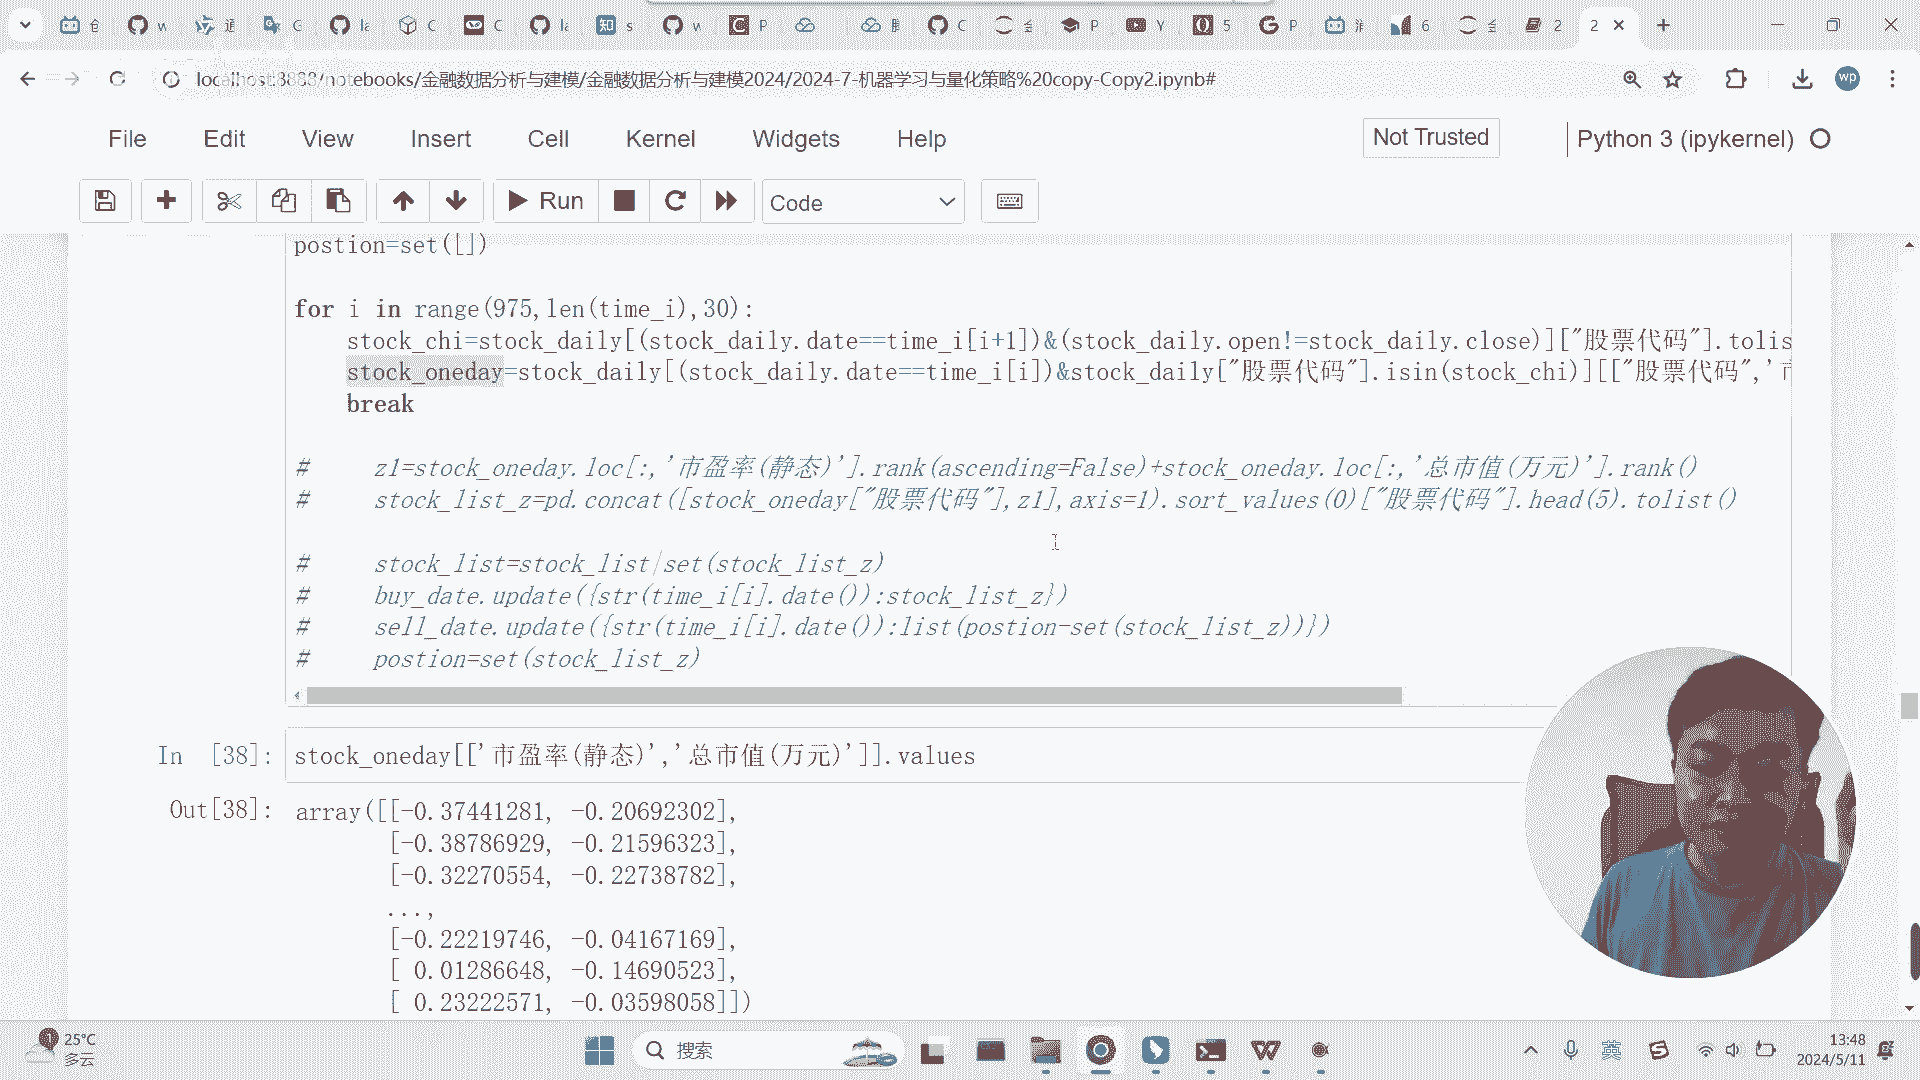 localhost:8888/notebooks/金融数据分析与建模/金融数据分析与建模2024/2024-7-机器学习与量化策略%20copy-Copy2.ipynb#
wp
File Edit View Insert Cell Kernel Widgets Help Not Trusted Python 3 (ipykernel)
Run Code
postion=set([])
for i in range(975,len(time_i),30):
stock_chi=stock_daily[(stock_daily.date==time_i[i+1])&(stock_daily.open!=stock_daily.close)]["股票代码"].tolis
stock_oneday=stock_daily[(stock_daily.date==time_i[i])&stock_daily["股票代码"].isin(stock_chi)][["股票代码",'市
break
# z1=stock_oneday.loc[:,'市盈率(静态)'].rank(ascending=False)+stock_oneday.loc[:,'总市值(万元)'].rank()
# stock_list_z=pd.concat([stock_oneday["股票代码"],z1],axis=1).sort_values(0)["股票代码"].head(5).tolist()
# stock_list=stock_list|set(stock_list_z)
# buy_date.update({str(time_i[i].date()):stock_list_z})
# sell_date.update({str(time_i[i].date()):list(postion-set(stock_list_z))})
# postion=set(stock_list_z)
In [38]: stock_oneday[['市盈率(静态)','总市值(万元)']].values
Out[38]: array([[-0.37441281, -0.20692302],
[-0.38786929, -0.21596323],
[-0.32270554, -0.22738782],
...,
[-0.22219746, -0.04167169],
[ 0.01286648, -0.14690523],
[ 0.23222571, -0.03598058]])
1
25°C
多云
搜索
英
13:48
2024/5/11